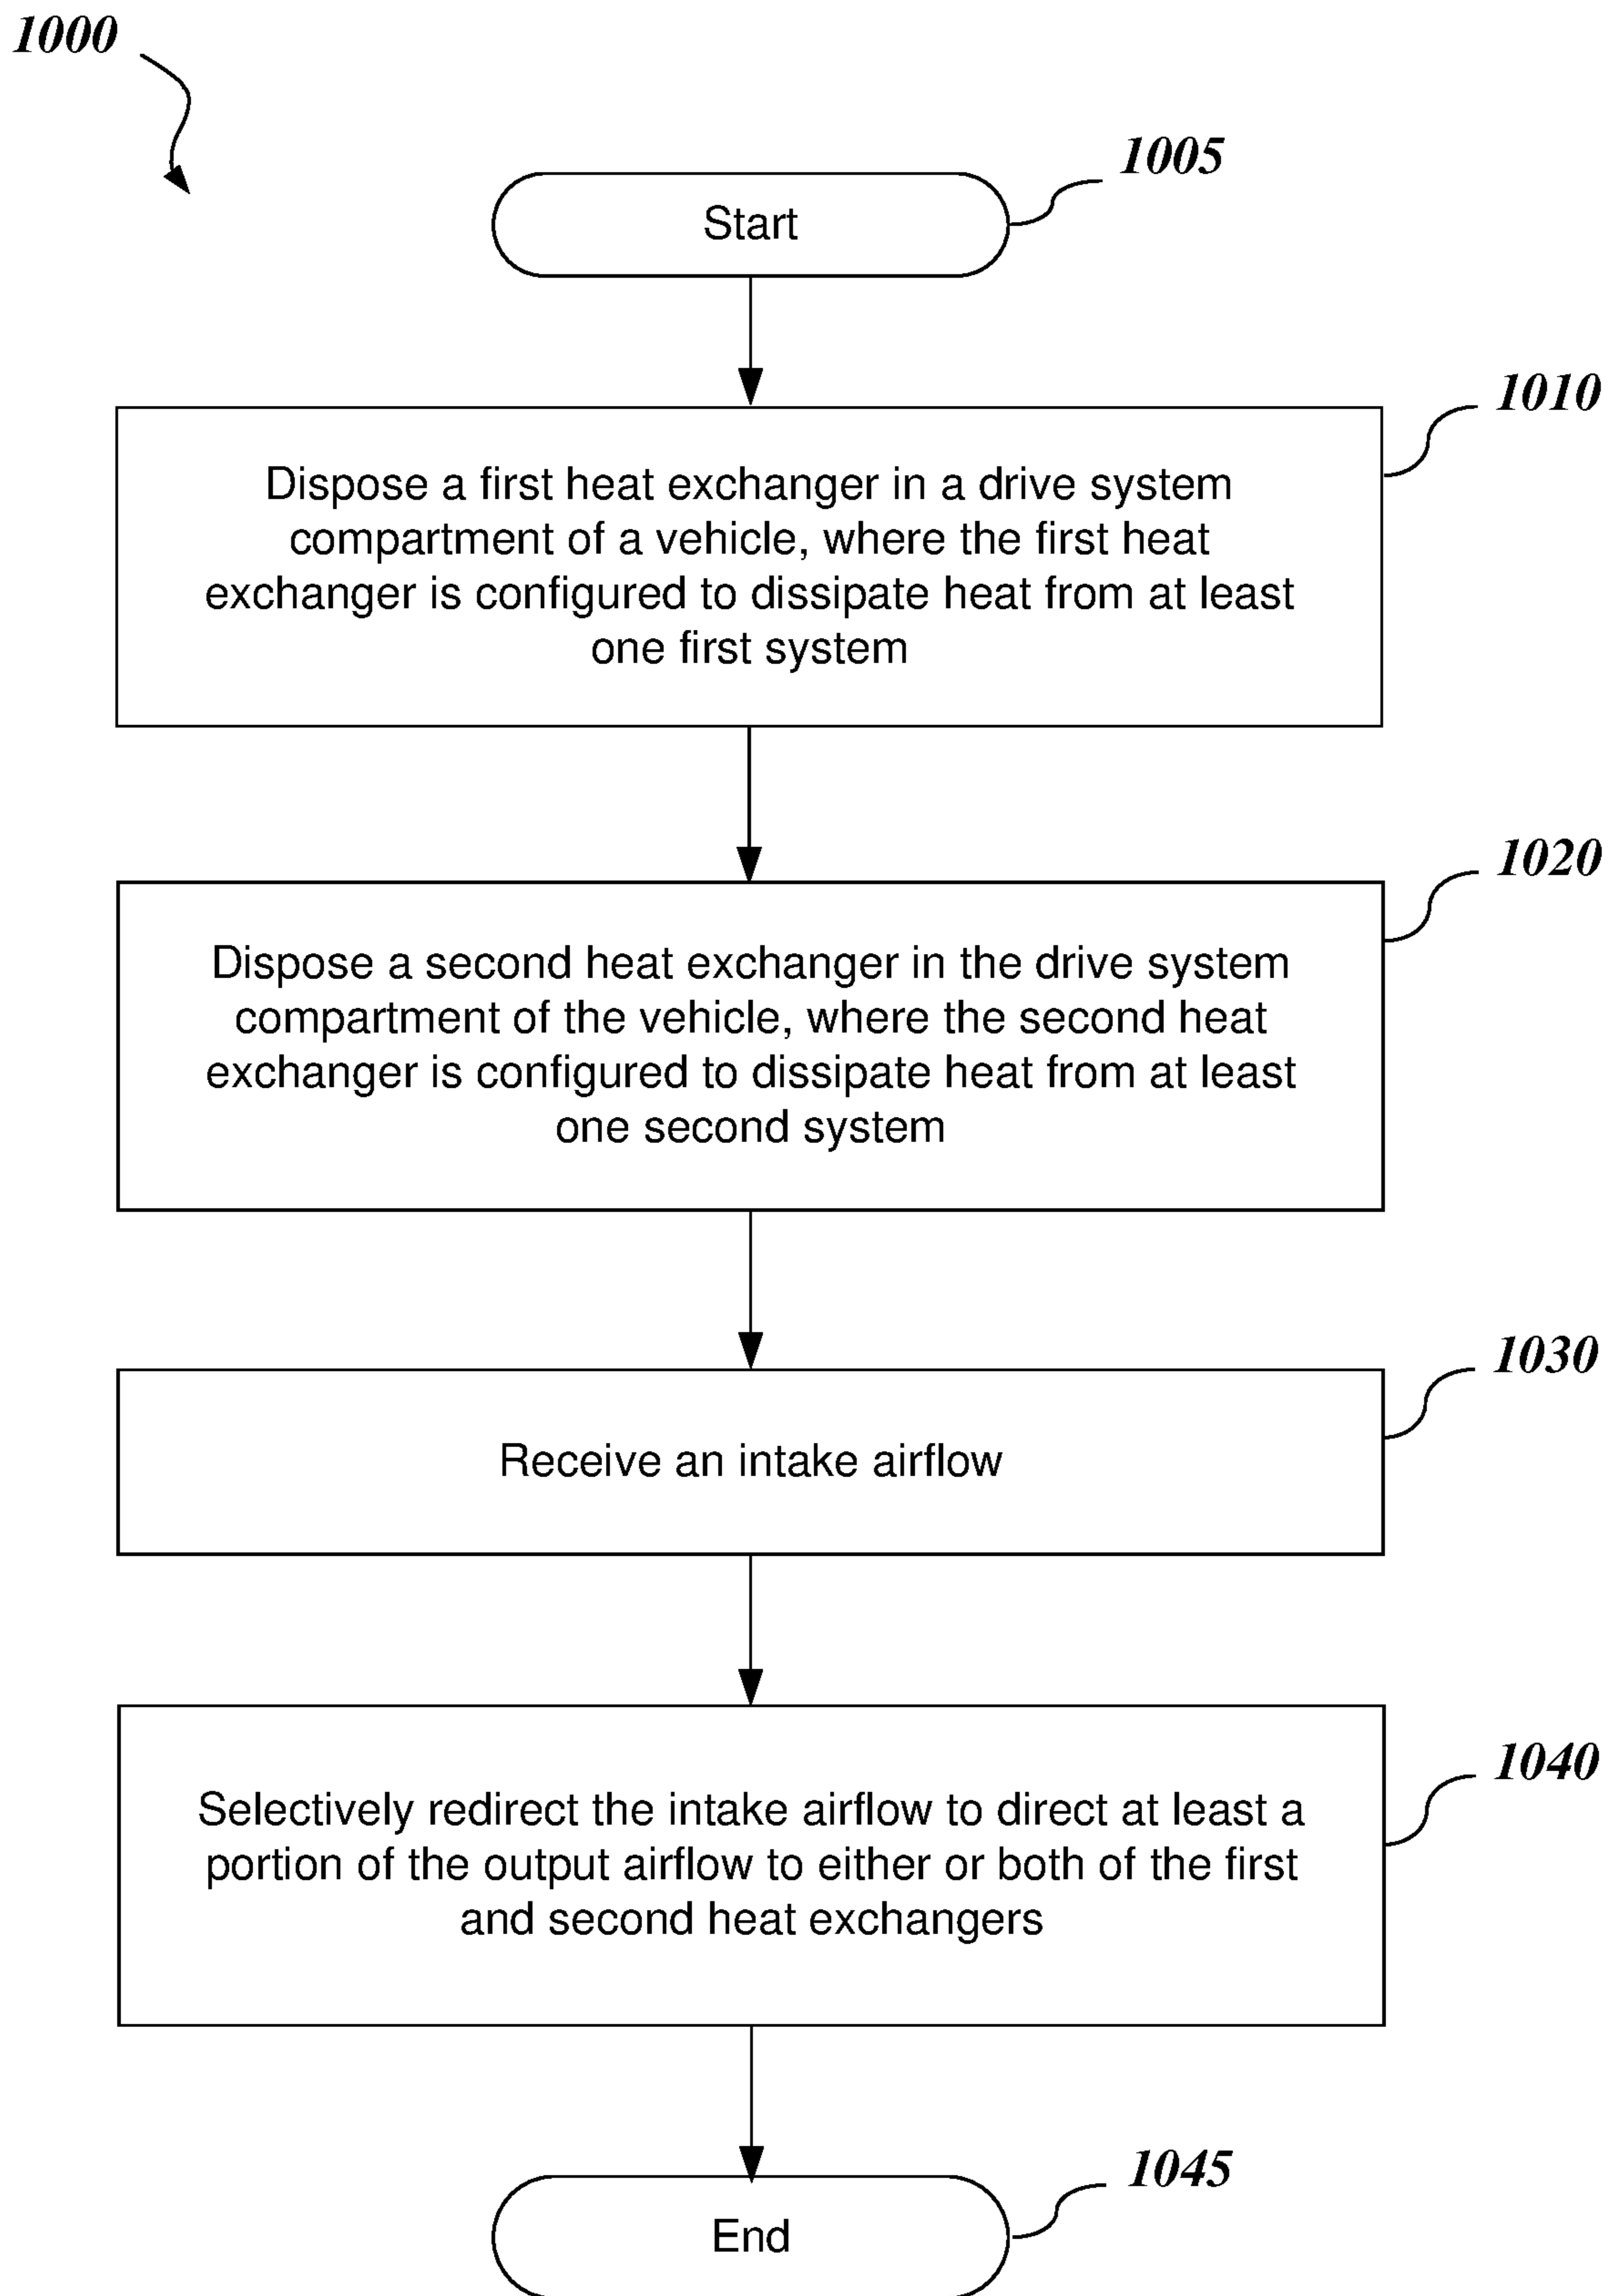 1000
1005
Start
1010
Dispose a first heat exchanger in a drive system
compartment of a vehicle, where the first heat
exchanger is configured to dissipate heat from at least
one first system
1020
Dispose a second heat exchanger in the drive system
compartment of the vehicle, where the second heat
exchanger is configured to dissipate heat from at least
one second system
1030
Receive an intake airflow
1040
Selectively redirect the intake airflow to direct at least a
portion of the output airflow to either or both of the first
and second heat exchangers
1045
End